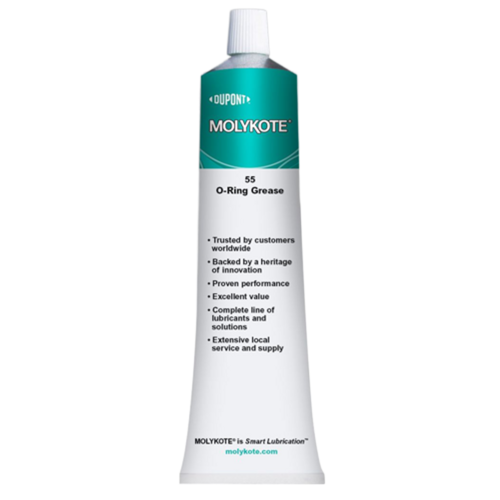 DUPONT
MOLYKOTE®
55
O-Ring Grease
• Trusted by customers
worldwide
• Backed by a heritage
of innovation
• Proven performance
• Excellent value
• Complete line of
lubricants and
solutions
• Extensive local
service and supply
MOLYKOTE® is Smart Lubrication™
molykote.com